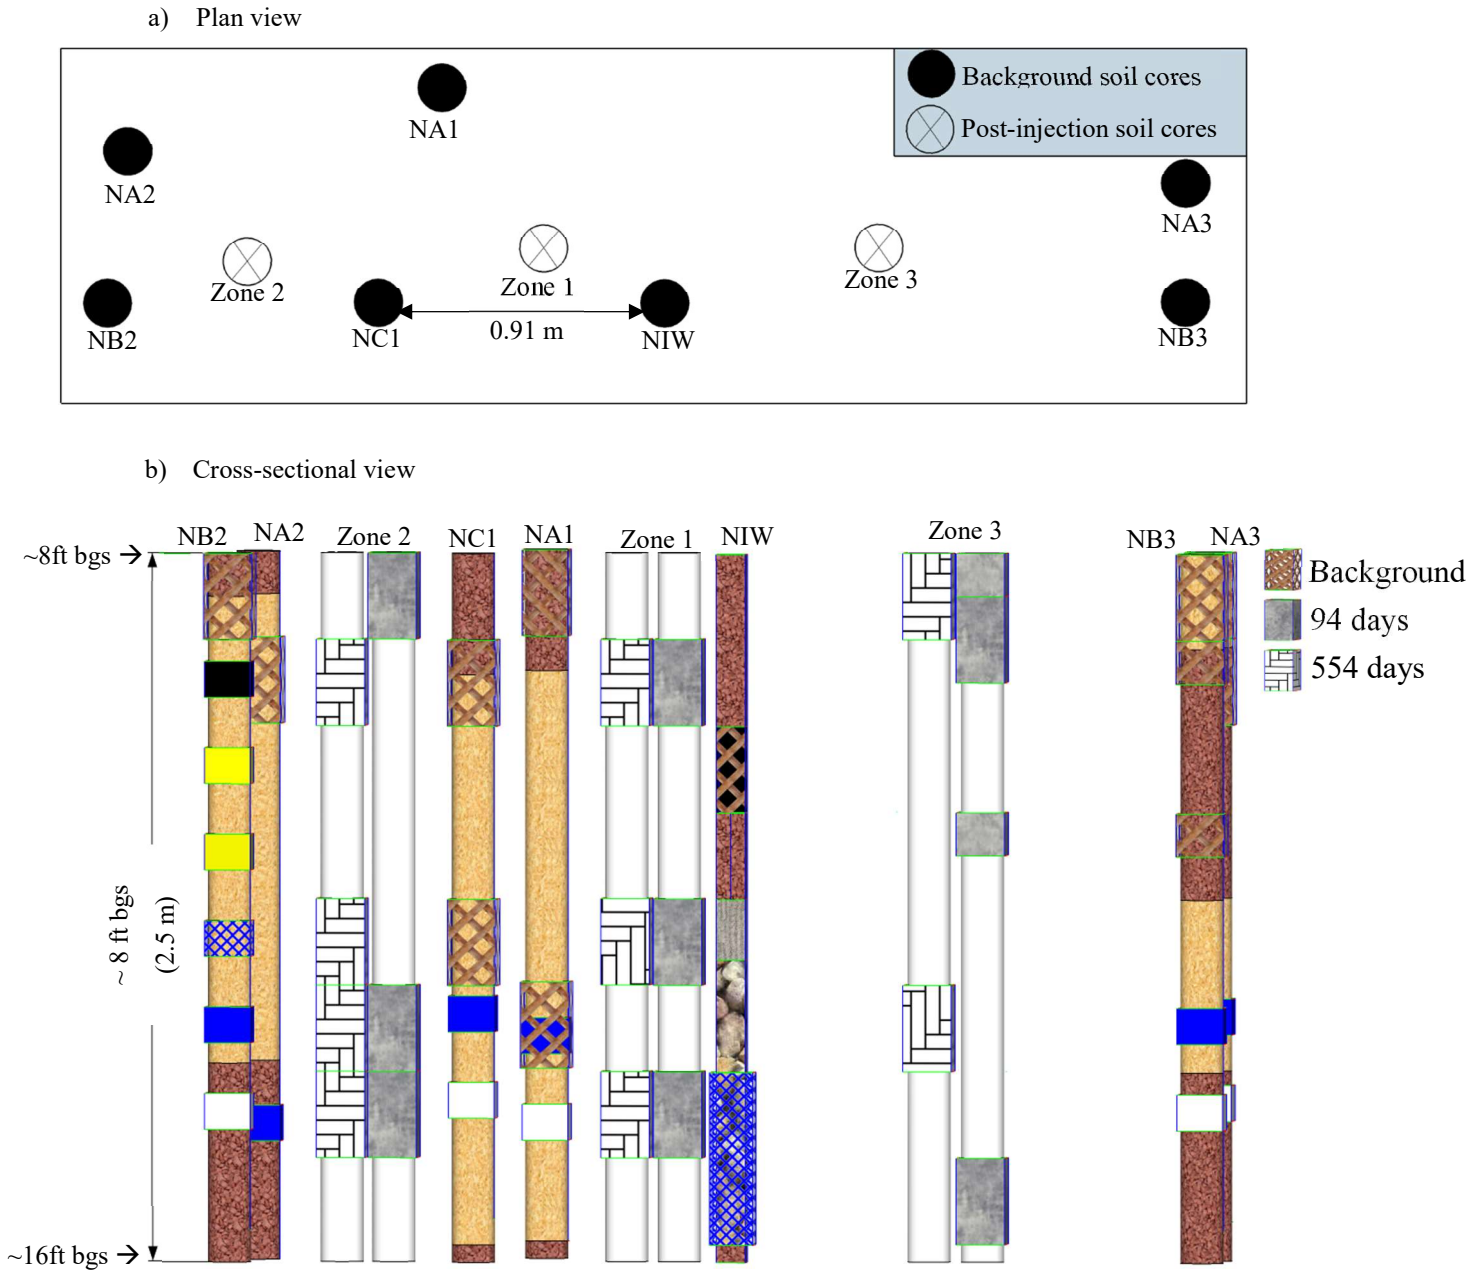 a) Plan view
Background soil cores
Post-injection soil cores
NA1
NA2
NA3
Zone 2
Zone 1
Zone 3
NB2
NC1
0.91 m
NIW
NB3
b) Cross-sectional view
NB2
NA2
Zone 2
NC1
NA1
Zone 1
NIW
Zone 3
NB3
NA3
~8ft bgs →
Background
94 days
554 days
~ 8 ft bgs
(2.5 m)
~16ft bgs →